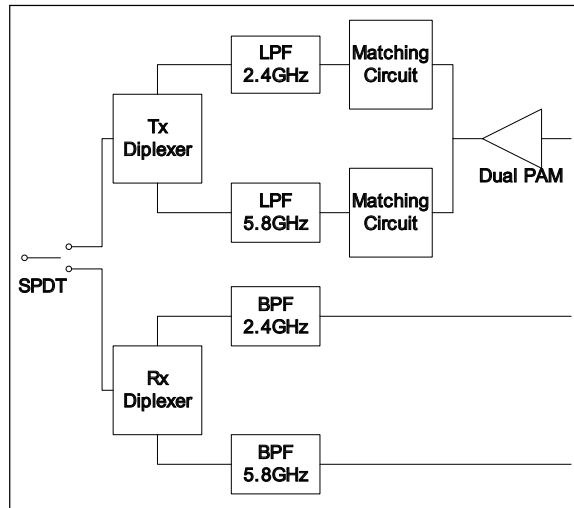 LPF
2.4GHz
Matching
Circuit
Tx
Diplexer
Dual PAM
LPF
5.8GHz
Matching
Circuit
SPDT
BPF
2.4GHz
Rx
Diplexer
BPF
5.8GHz